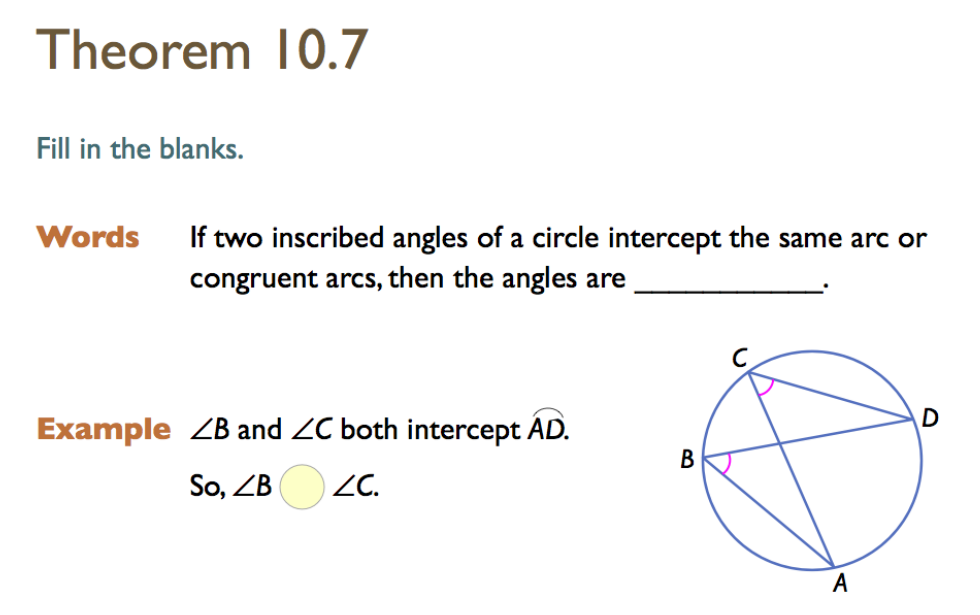 Theorem 10.7
Fill in the blanks.
Words If two inscribed angles of a circle intercept the same arc or
congruent arcs, then the angles are ____________.
C
D
Example ∠B and ∠C both intercept A͡D.
B
So, ∠B ∠C.
A